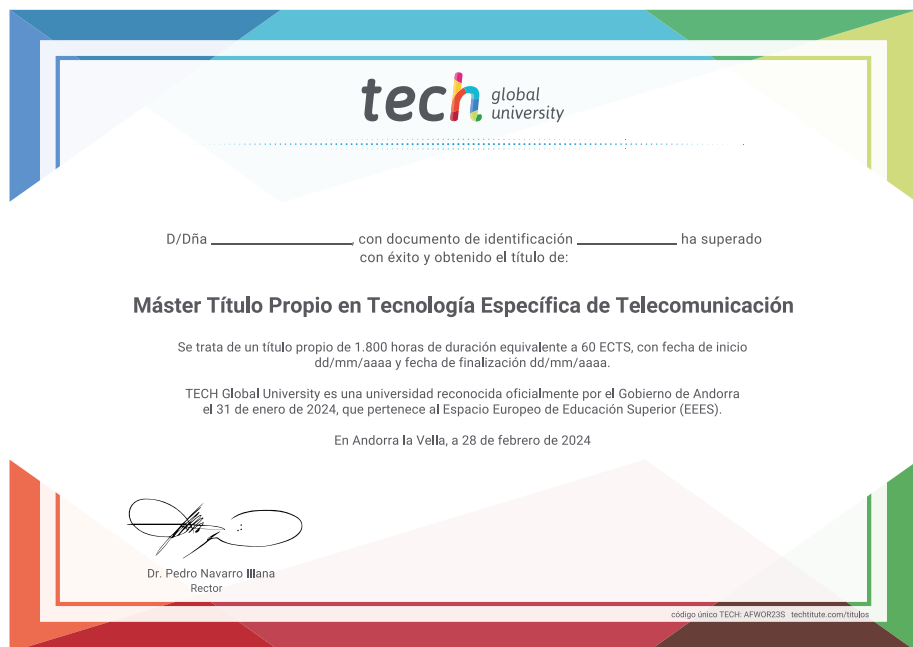 tech global university
D/Dña ____________, con documento de identificación ____________ ha superado
con éxito y obtenido el título de:
Máster Título Propio en Tecnología Específica de Telecomunicación
Se trata de un título propio de 1.800 horas de duración equivalente a 60 ECTS, con fecha de inicio
dd/mm/aaaa y fecha de finalización dd/mm/aaaa.
TECH Global University es una universidad reconocida oficialmente por el Gobierno de Andorra
el 31 de enero de 2024, que pertenece al Espacio Europeo de Educación Superior (EEES).
En Andorra la Vella, a 28 de febrero de 2024
Dr. Pedro Navarro Illana
Rector
código único TECH: AFWOR23S techtitute.com/titulos